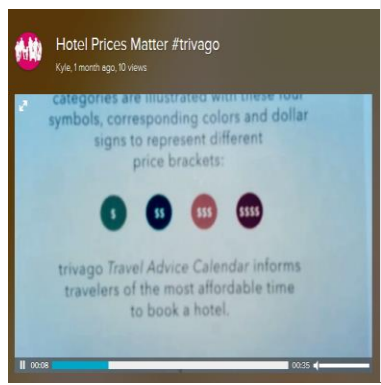 Hotel Prices Matter #trivago
Kyle, 1 month ago, 10 views
categories are illustrated with these four
symbols, corresponding colors and dollar
signs to represent different
price brackets:
$ $$ $$$ $$$$
trivago Travel Advice Calendar informs
travelers of the most affordable time
to book a hotel.
00:08 00:35